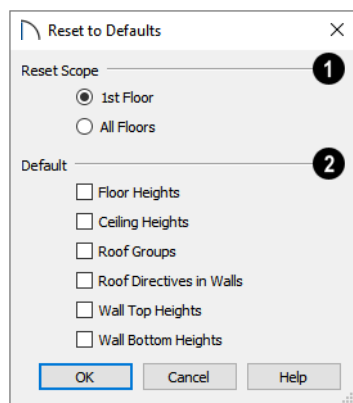 Reset to Defaults
Reset Scope 1
1st Floor
All Floors
Default 2
Floor Heights
Ceiling Heights
Roof Groups
Roof Directives in Walls
Wall Top Heights
Wall Bottom Heights
OK Cancel Help